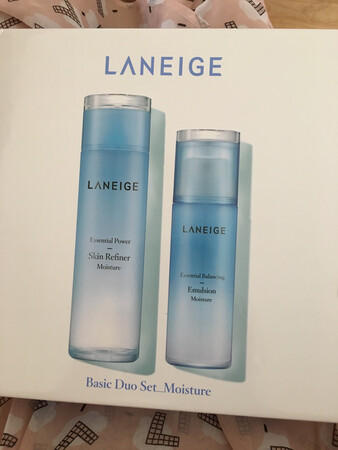 LANEIGE
LANEIGE
Essential Power
Skin Refiner
Moisture
LANEIGE
Essential Balancing
Emulsion
Moisture
Basic Duo Set_Moisture